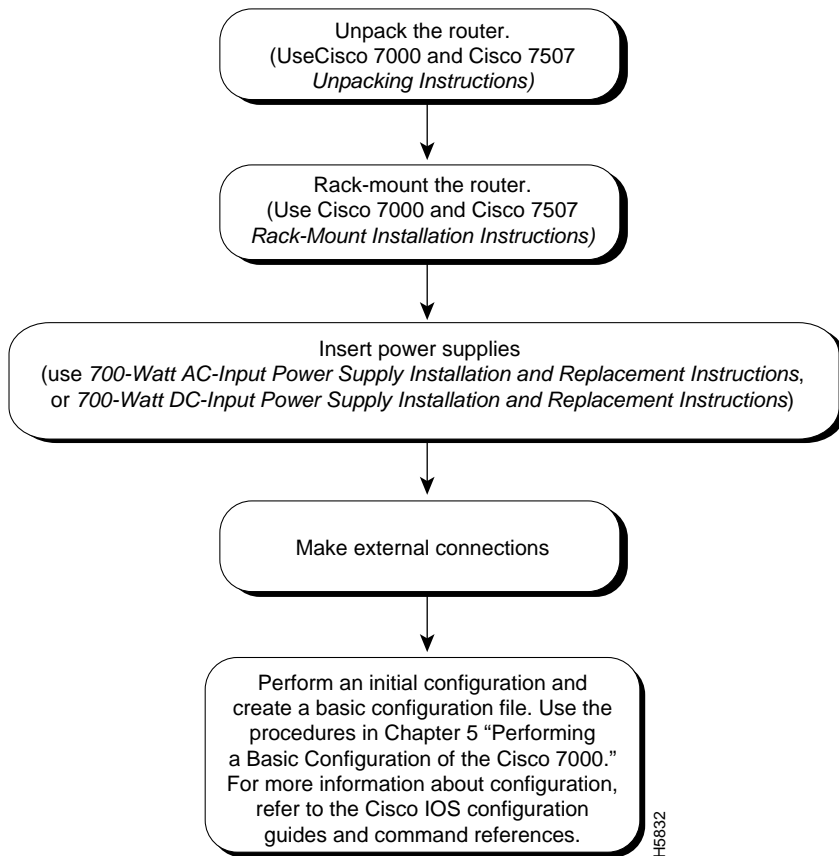 Unpack the router.
(UseCisco 7000 and Cisco 7507
Unpacking Instructions)
Rack-mount the router.
(Use Cisco 7000 and Cisco 7507
Rack-Mount Installation Instructions)
Insert power supplies
(use 700-Watt AC-Input Power Supply Installation and Replacement Instructions,
or 700-Watt DC-Input Power Supply Installation and Replacement Instructions)
Make external connections
Perform an initial configuration and
create a basic configuration file. Use the
procedures in Chapter 5 “Performing
a Basic Configuration of the Cisco 7000.”
For more information about configuration,
refer to the Cisco IOS configuration
guides and command references.
H5832